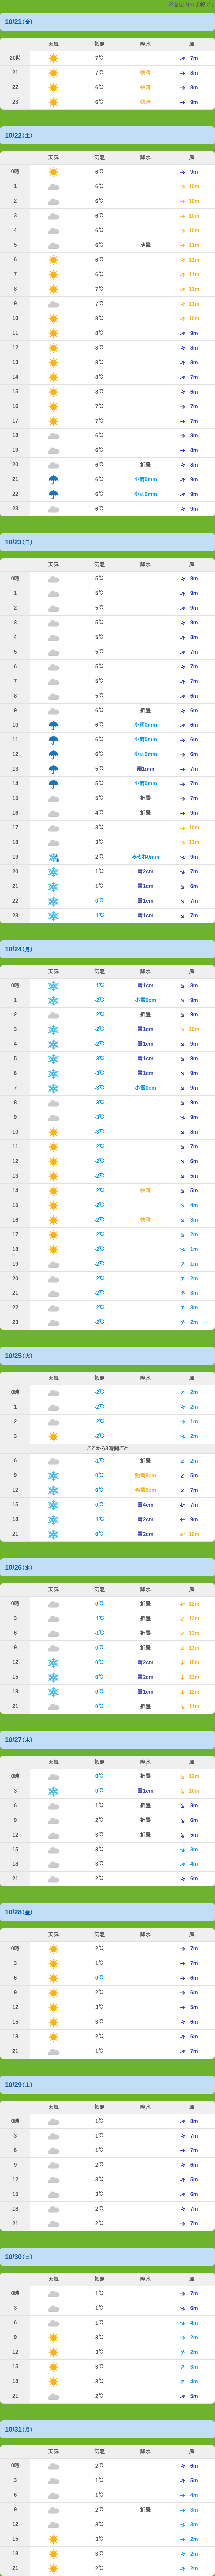 10/21(金)
天気 気温 降水 風
20時 7℃ 7m
21 7℃ 快晴 8m
22 6℃ 快晴 8m
23 6℃ 快晴 9m
10/22(土)
天気 気温 降水 風
0時 6℃ 9m
1 6℃ 10m
2 6℃ 10m
3 6℃ 10m
4 6℃ 10m
5 6℃ 薄曇 11m
6 6℃ 11m
7 6℃ 11m
8 7℃ 11m
9 7℃ 11m
10 8℃ 10m
11 8℃ 9m
12 8℃ 8m
13 8℃ 8m
14 8℃ 7m
15 8℃ 6m
16 7℃ 7m
17 7℃ 7m
18 6℃ 8m
19 6℃ 8m
20 6℃ 折曇 8m
21 6℃ 小雨0mm 9m
22 6℃ 小雨0mm 9m
23 6℃ 9m
10/23(日)
天気 気温 降水 風
0時 5℃ 9m
1 5℃ 9m
2 5℃ 9m
3 5℃ 9m
4 5℃ 8m
5 5℃ 7m
6 5℃ 7m
7 5℃ 7m
8 5℃ 6m
9 6℃ 折曇 6m
10 6℃ 小雨0mm 6m
11 6℃ 小雨0mm 6m
12 6℃ 小雨0mm 6m
13 5℃ 雨1mm 7m
14 5℃ 小雨0mm 7m
15 5℃ 折曇 7m
16 4℃ 折曇 9m
17 3℃ 10m
18 3℃ 11m
19 2℃ みぞれ0mm 9m
20 1℃ 雪2cm 7m
21 1℃ 雪1cm 6m
22 0℃ 雪1cm 7m
23 -1℃ 雪1cm 7m
10/24(月)
天気 気温 降水 風
0時 -1℃ 雪1cm 8m
1 -2℃ 小雪0cm 9m
2 -2℃ 折曇 9m
3 -2℃ 雪1cm 10m
4 -2℃ 雪1cm 9m
5 -3℃ 雪1cm 9m
6 -3℃ 雪1cm 9m
7 -3℃ 小雪0cm 9m
8 -3℃ 9m
9 -3℃ 9m
10 -3℃ 8m
11 -2℃ 7m
12 -2℃ 6m
13 -2℃ 5m
14 -2℃ 快晴 5m
15 -2℃ 4m
16 -2℃ 快晴 3m
17 -2℃ 2m
18 -2℃ 1m
19 -2℃ 1m
20 -2℃ 2m
21 -2℃ 3m
22 -2℃ 3m
23 -2℃ 2m
10/25(火)
天気 気温 降水 風
0時 -2℃ 2m
1 -2℃ 2m
2 -2℃ 1m
3 -2℃ 2m
ここから3時間ごと
6 -1℃ 折曇 2m
9 0℃ 5m
12 0℃ 7m
15 0℃ 雪4cm 7m
18 -1℃ 雪2cm 9m
21 0℃ 雪2cm 10m
10/26(水)
天気 気温 降水 風
0時 0℃ 折曇 12m
3 -1℃ 折曇 12m
6 -1℃ 折曇 13m
9 0℃ 折曇 13m
12 0℃ 雪2cm 15m
15 0℃ 雪2cm 13m
18 0℃ 雪1cm 12m
21 0℃ 折曇 11m
10/27(木)
天気 気温 降水 風
0時 0℃ 折曇 12m
3 0℃ 雪1cm 10m
6 1℃ 折曇 8m
9 2℃ 折曇 6m
12 3℃ 折曇 5m
15 3℃ 3m
18 3℃ 4m
21 2℃ 6m
10/28(金)
天気 気温 降水 風
0時 2℃ 7m
3 1℃ 7m
6 0℃ 6m
9 2℃ 6m
12 3℃ 5m
15 3℃ 6m
18 2℃ 6m
21 1℃ 7m
10/29(土)
天気 気温 降水 風
0時 1℃ 8m
3 1℃ 7m
6 1℃ 7m
9 2℃ 6m
12 3℃ 5m
15 3℃ 6m
18 2℃ 7m
21 2℃ 7m
10/30(日)
天気 気温 降水 風
0時 1℃ 7m
3 1℃ 6m
6 1℃ 4m
9 3℃ 2m
12 3℃ 2m
15 3℃ 3m
18 3℃ 4m
21 2℃ 5m
10/31(月)
天気 気温 降水 風
0時 2℃ 6m
3 1℃ 5m
6 1℃ 4m
9 2℃ 折曇 3m
12 3℃ 3m
15 3℃ 2m
18 3℃ 2m
21 2℃ 2m